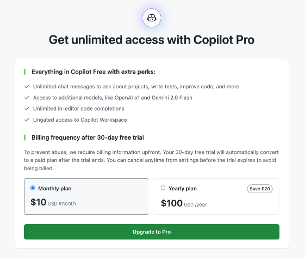 Get unlimited access with Copilot Pro
Everything in Copilot Free with extra perks:
Unlimited chat messages to ask about projects, write tests, improve code, and more
Access to additional models, like OpenAI o1 and Gemini 2.0 Flash
Unlimited in-editor code completions
Ungated access to Copilot Workspace
Billing frequency after 30-day free trial
To prevent abuse, we require billing information upfront. Your 30-day free trial will automatically convert
to a paid plan after the trial ends. You can cancel anytime from settings before the trial expires to avoid
being billed
Monthly plan
$10 USD /month
Yearly plan
Save $20
$100 USD /year
Upgrade to Pro